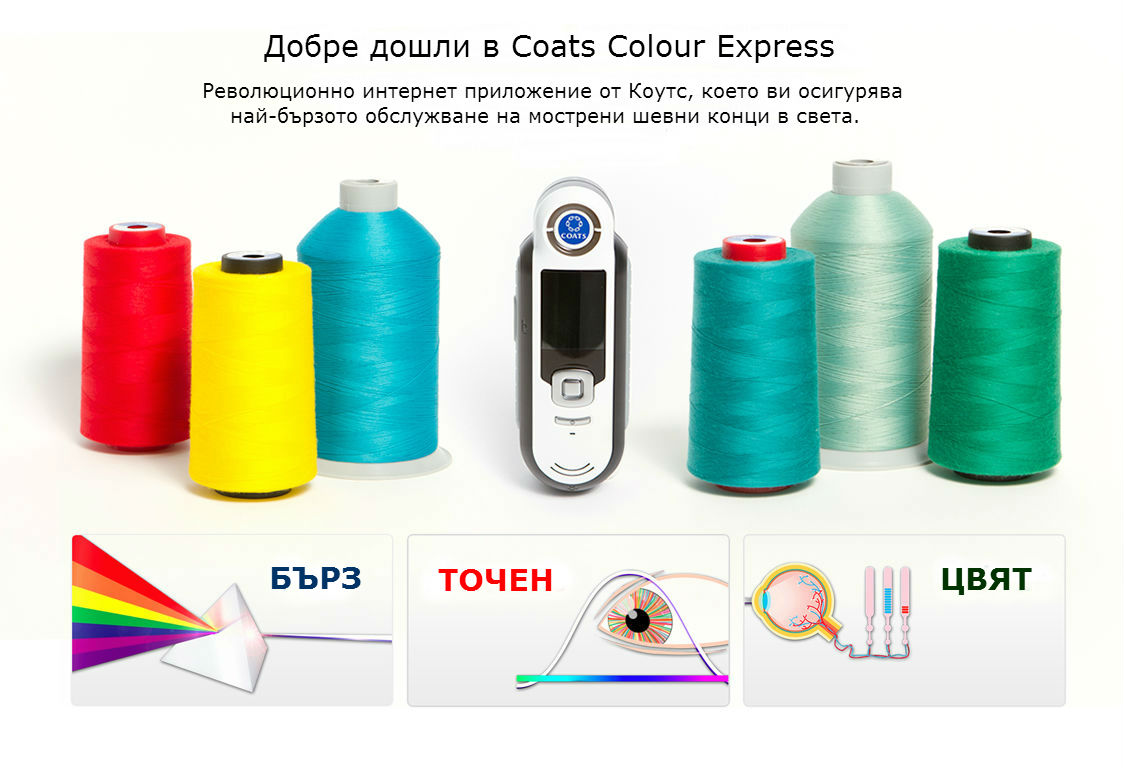 Добре дошли в Coats Colour Express
Революционно интернет приложение от Коутс, което ви осигурява
най-бързото обслужване на мострени шевни конци в света.
COATS
БЪРЗ
ТОЧЕН
ЦВЯТ